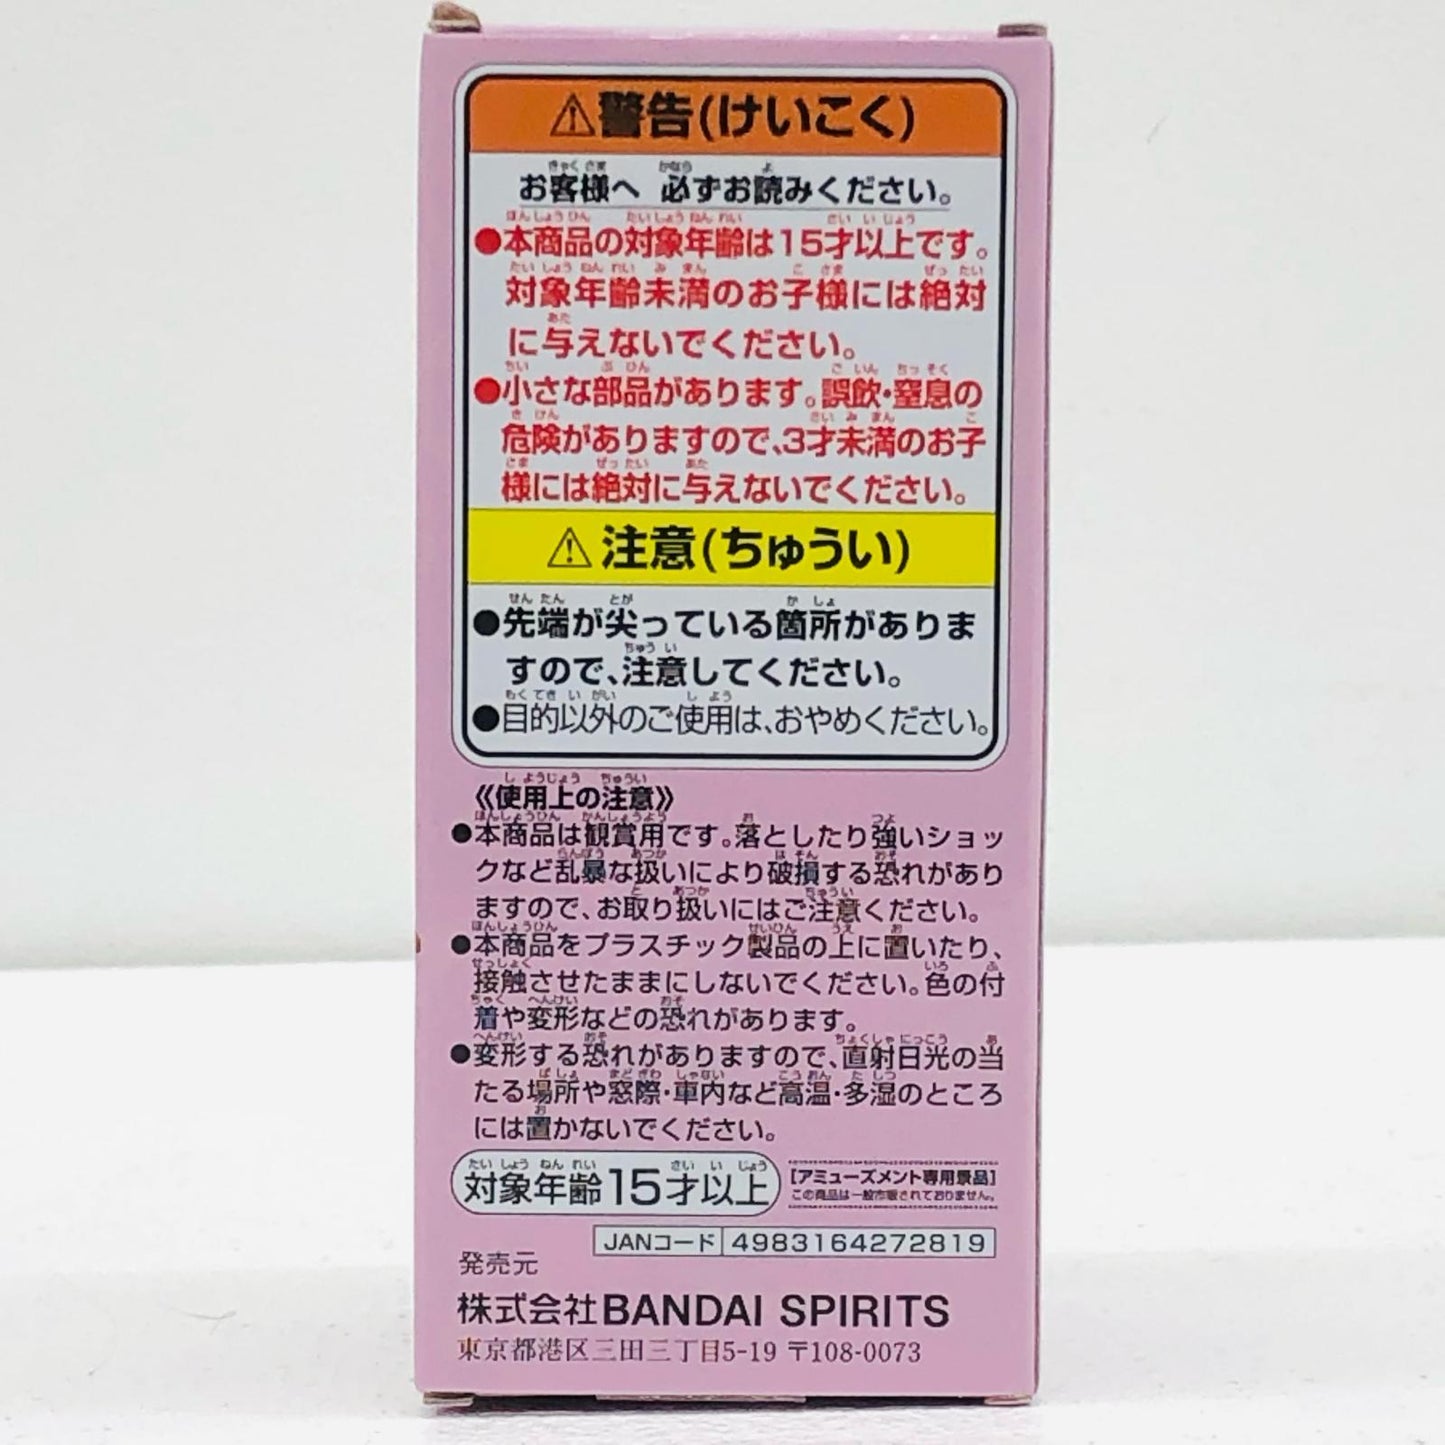 ⚠警告(けいこく)
お客様へ 必ずお読みください。
●本商品の対象年齢は15才以上です。
対象年齢未満のお子様には絶対
に与えないでください。
●小さな部品があります。誤飲・窒息の
危険がありますので、3才未満のお子
様には絶対に与えないでください。
⚠注意(ちゅうい)
●先端が尖っている箇所がありま
すので、注意してください。
●目的以外のご使用は、おやめください。
《使用上の注意》
●本商品は観賞用です。落としたり強いショッ
クなど乱暴な扱いにより破損する恐れがあり
ますので、お取り扱いにはご注意ください。
●本商品をプラスチック製品の上に置いたり、
接触させたままにしないでください。色の付
着や変形などの恐れがあります。
●変形する恐れがありますので、直射日光の当
たる場所や窓際・車内など高温・多湿のところ
には置かないでください。
対象年齢15才以上
[アミューズメント専用景品]
この商品は一般市販されておりません。
JANコード 4983164272819
発売元
株式会社BANDAI SPIRITS
東京都港区三田三丁目5-19 〒108-0073